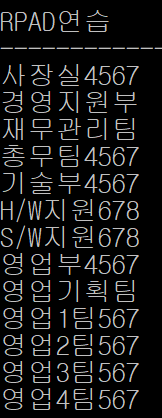 RPAD연습
--------------------
사장실4567
경영지원부
재무관리팀
총무팀4567
기술부4567
H/W지원678
S/W지원678
영업부4567
영업기획팀
영업1팀567
영업2팀567
영업3팀567
영업4팀567